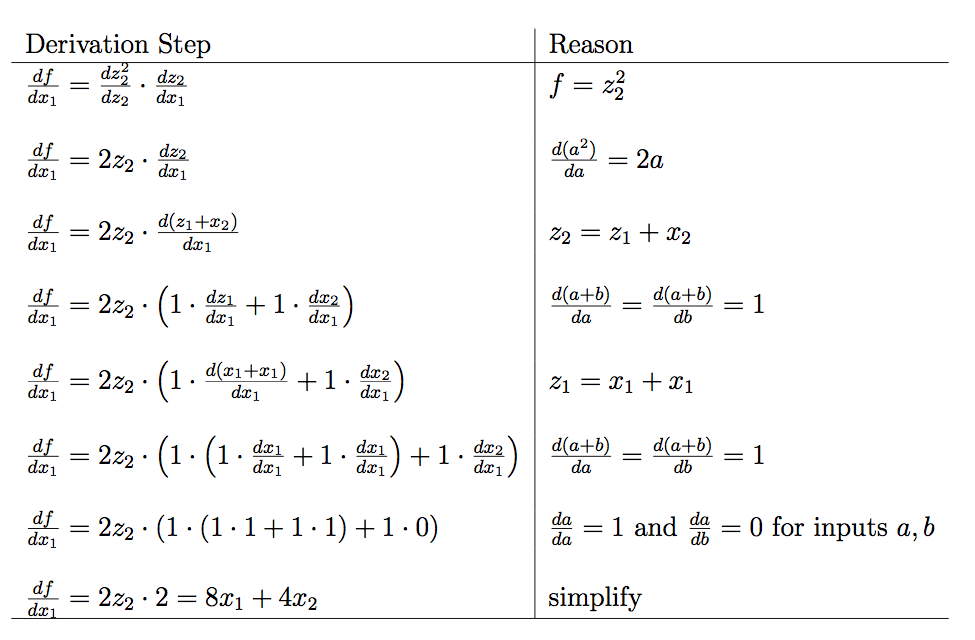 Derivation Step | Reason
$\frac{df}{dx_1} = \frac{dz_2^2}{dz_2} \cdot \frac{dz_2}{dx_1}$ | $f = z_2^2$
$\frac{df}{dx_1} = 2z_2 \cdot \frac{dz_2}{dx_1}$ | $\frac{d(a^2)}{da} = 2a$
$\frac{df}{dx_1} = 2z_2 \cdot \frac{d(z_1+x_2)}{dx_1}$ | $z_2 = z_1 + x_2$
$\frac{df}{dx_1} = 2z_2 \cdot \left(1 \cdot \frac{dz_1}{dx_1} + 1 \cdot \frac{dx_2}{dx_1}\right)$ | $\frac{d(a+b)}{da} = \frac{d(a+b)}{db} = 1$
$\frac{df}{dx_1} = 2z_2 \cdot \left(1 \cdot \frac{d(x_1+x_1)}{dx_1} + 1 \cdot \frac{dx_2}{dx_1}\right)$ | $z_1 = x_1 + x_1$
$\frac{df}{dx_1} = 2z_2 \cdot \left(1 \cdot \left(1 \cdot \frac{dx_1}{dx_1} + 1 \cdot \frac{dx_1}{dx_1}\right) + 1 \cdot \frac{dx_2}{dx_1}\right)$ | $\frac{d(a+b)}{da} = \frac{d(a+b)}{db} = 1$
$\frac{df}{dx_1} = 2z_2 \cdot (1 \cdot (1 \cdot 1 + 1 \cdot 1) + 1 \cdot 0)$ | $\frac{da}{da} = 1$ and $\frac{da}{db} = 0$ for inputs $a, b$
$\frac{df}{dx_1} = 2z_2 \cdot 2 = 8x_1 + 4x_2$ | simplify